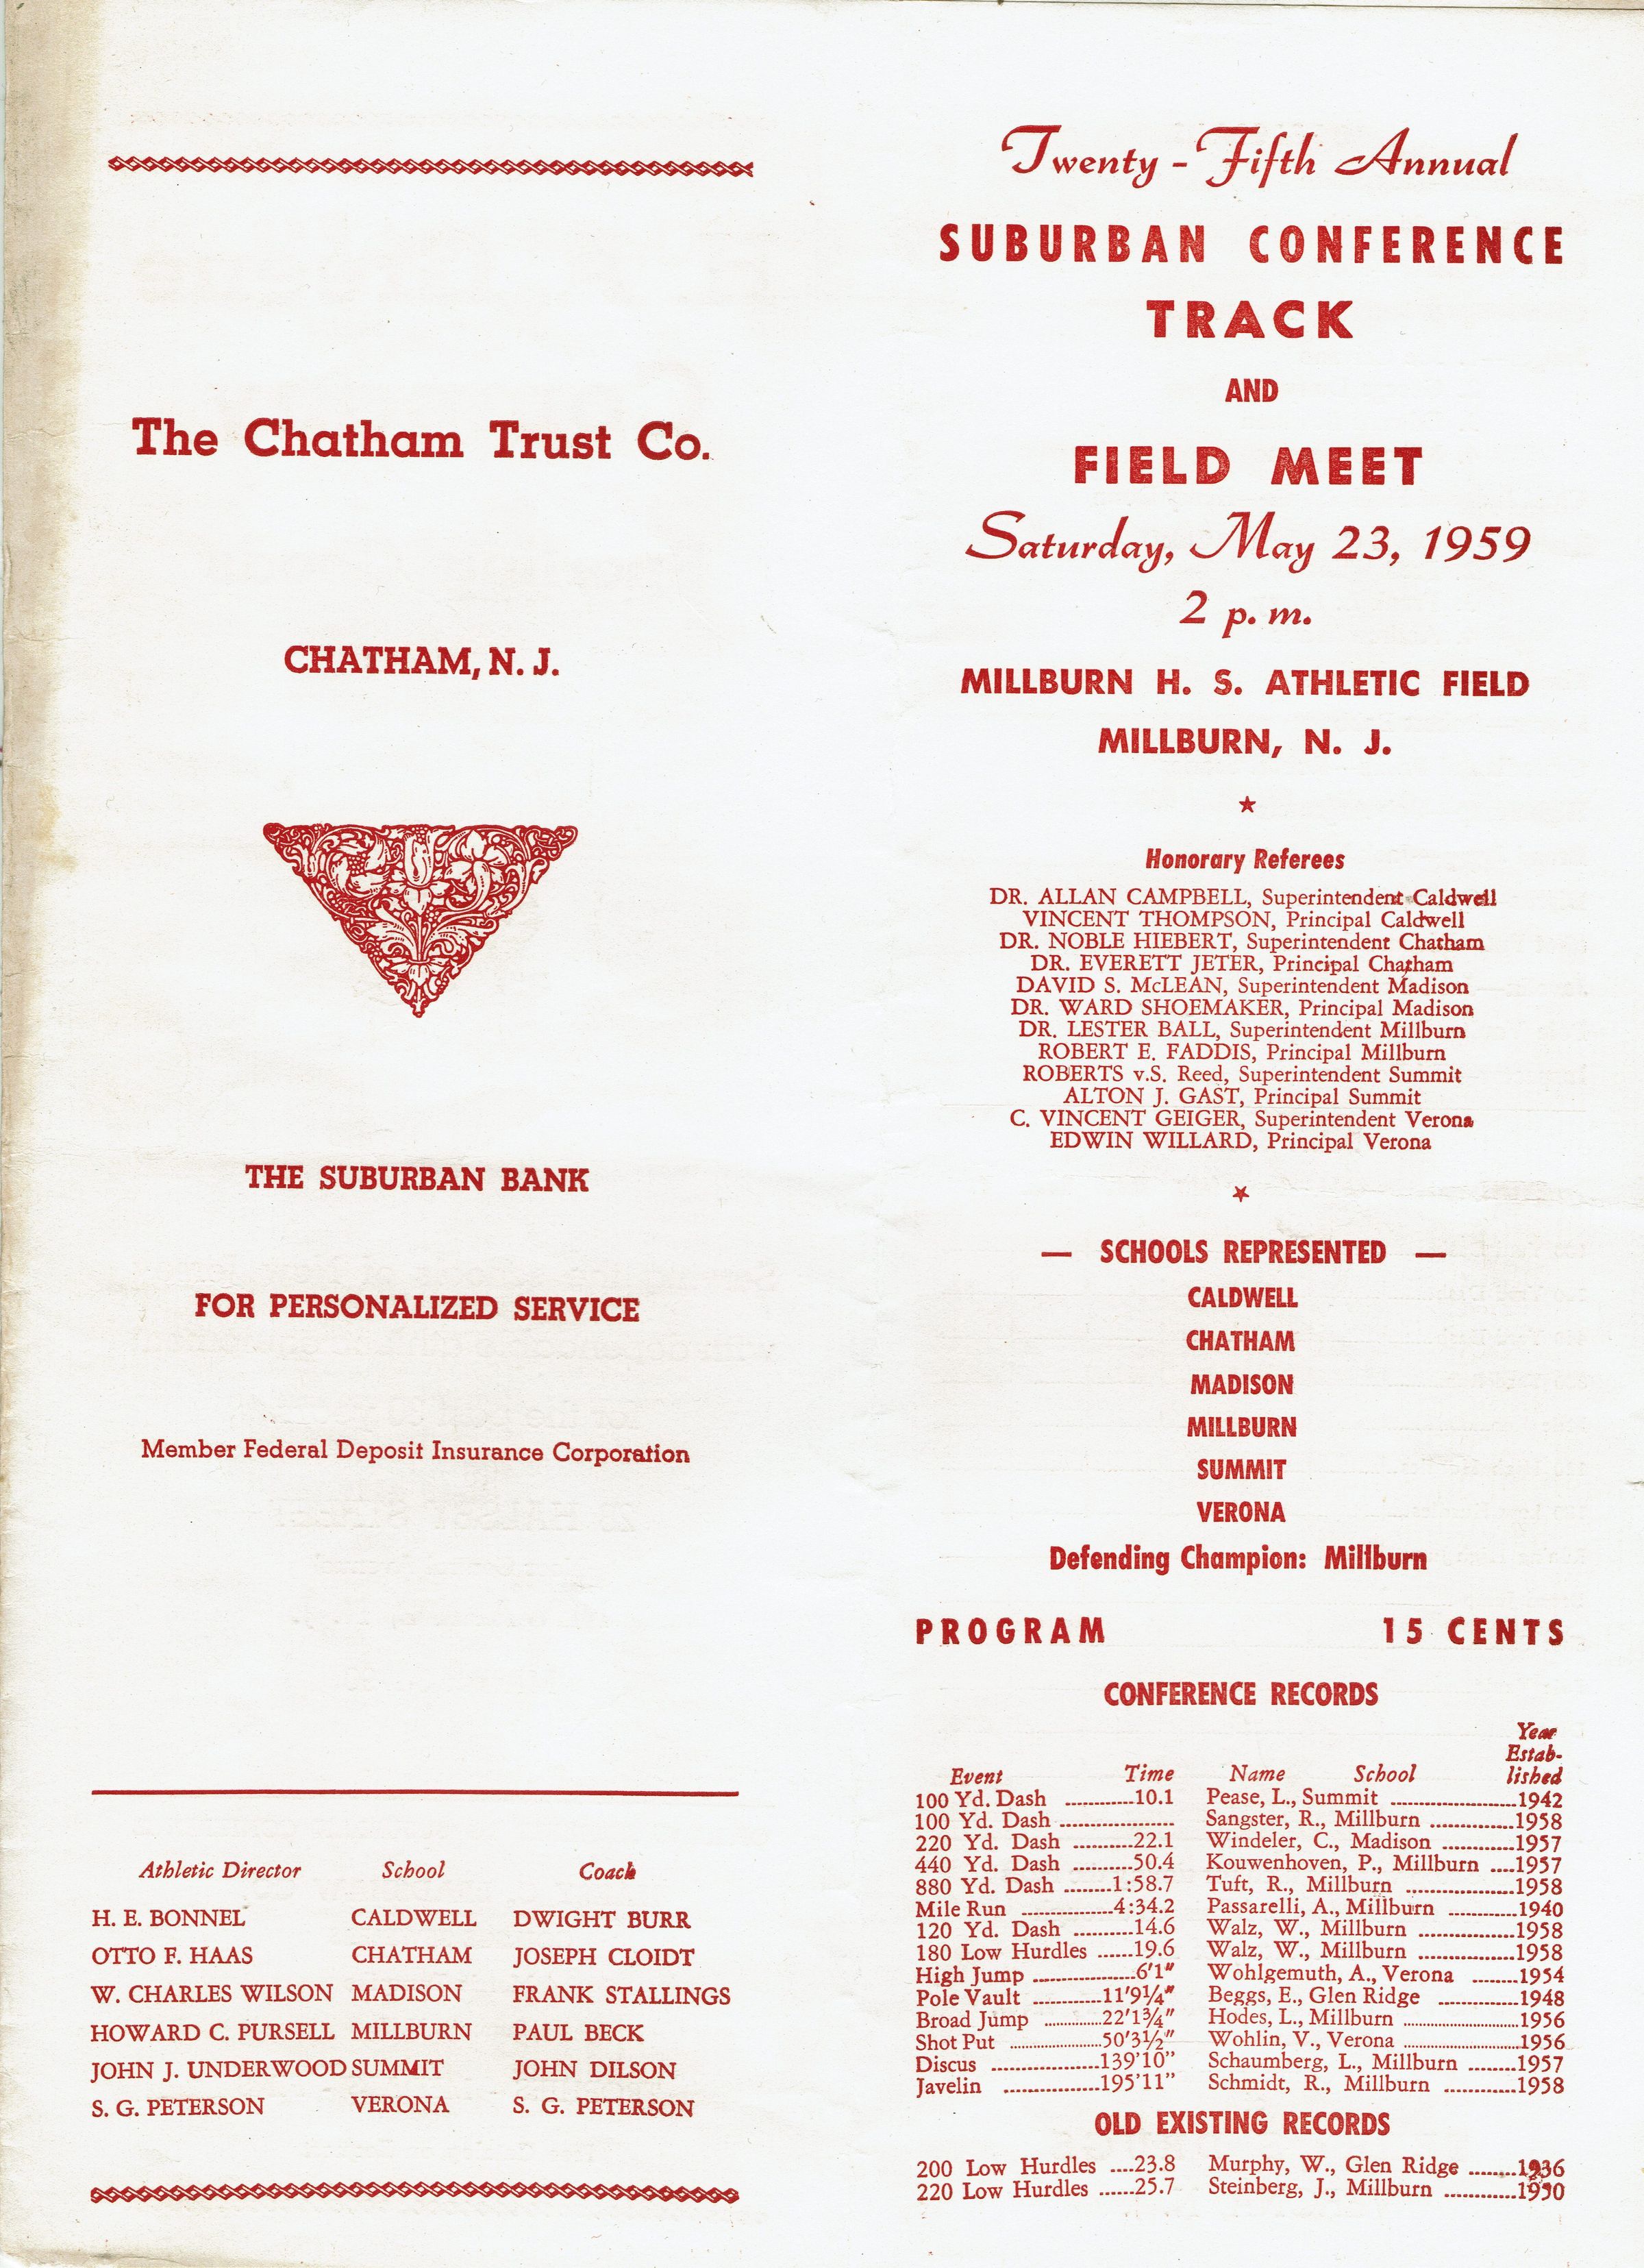 The Chatham Trust Co.
CHATHAM, N. J.
THE SUBURBAN BANK
FOR PERSONALIZED SERVICE
Member Federal Deposit Insurance Corporation
Athletic Director School Coach
H. E. BONNEL CALDWELL DWIGHT BURR
OTTO F. HAAS CHATHAM JOSEPH CLOIDT
W. CHARLES WILSON MADISON FRANK STALLINGS
HOWARD C. PURSELL MILLBURN PAUL BECK
JOHN J. UNDERWOOD SUMMIT JOHN DILSON
S. G. PETERSON VERONA S. G. PETERSON
Twenty - Fifth Annual
SUBURBAN CONFERENCE
TRACK
AND
FIELD MEET
Saturday, May 23, 1959
2 p. m.
MILLBURN H. S. ATHLETIC FIELD
MILLBURN, N. J.
Honorary Referees
DR. ALLAN CAMPBELL, Superintendent Caldwell
VINCENT THOMPSON, Principal Caldwell
DR. NOBLE HIEBERT, Superintendent Chatham
DR. EVERETT JETER, Principal Chatham
DAVID S. McLEAN, Superintendent Madison
DR. WARD SHOEMAKER, Principal Madison
DR. LESTER BALL, Superintendent Millburn
ROBERT E. FADDIS, Principal Millburn
ROBERTS v.S. Reed, Superintendent Summit
ALTON J. GAST, Principal Summit
C. VINCENT GEIGER, Superintendent Verona
EDWIN WILLARD, Principal Verona
— SCHOOLS REPRESENTED —
CALDWELL
CHATHAM
MADISON
MILLBURN
SUMMIT
VERONA
Defending Champion: Millburn
PROGRAM 15 CENTS
CONFERENCE RECORDS
Year
Estab-
Event Time Name School lished
100 Yd. Dash ............10.1 Pease, L., Summit ......................1942
100 Yd. Dash .................... Sangster, R., Millburn ...............1958
220 Yd. Dash ..........22.1 Windeler, C., Madison .............1957
440 Yd. Dash ..........50.4 Kouwenhoven, P., Millburn ....1957
880 Yd. Dash ........1:58.7 Tuft, R., Millburn ...................1958
Mile Run ...............4:34.2 Passarelli, A., Millburn ............1940
120 Yd. Dash ..........14.6 Walz, W., Millburn .................1958
180 Low Hurdles ......19.6 Walz, W., Millburn .................1958
High Jump ..................6'1" Wohlgemuth, A., Verona ........1954
Pole Vault ............11'9¼" Beggs, E., Glen Ridge ..............1948
Broad Jump ............22'1¾" Hodes, L., Millburn ....................1956
Shot Put ...................50'3½" Wohlin, V., Verona .....................1956
Discus ...................139'10" Schaumberg, L., Millburn ........1957
Javelin .................195'11" Schmidt, R., Millburn .............1958
OLD EXISTING RECORDS
200 Low Hurdles ....23.8 Murphy, W., Glen Ridge ........1936
220 Low Hurdles ......25.7 Steinberg, J., Millburn ............1950